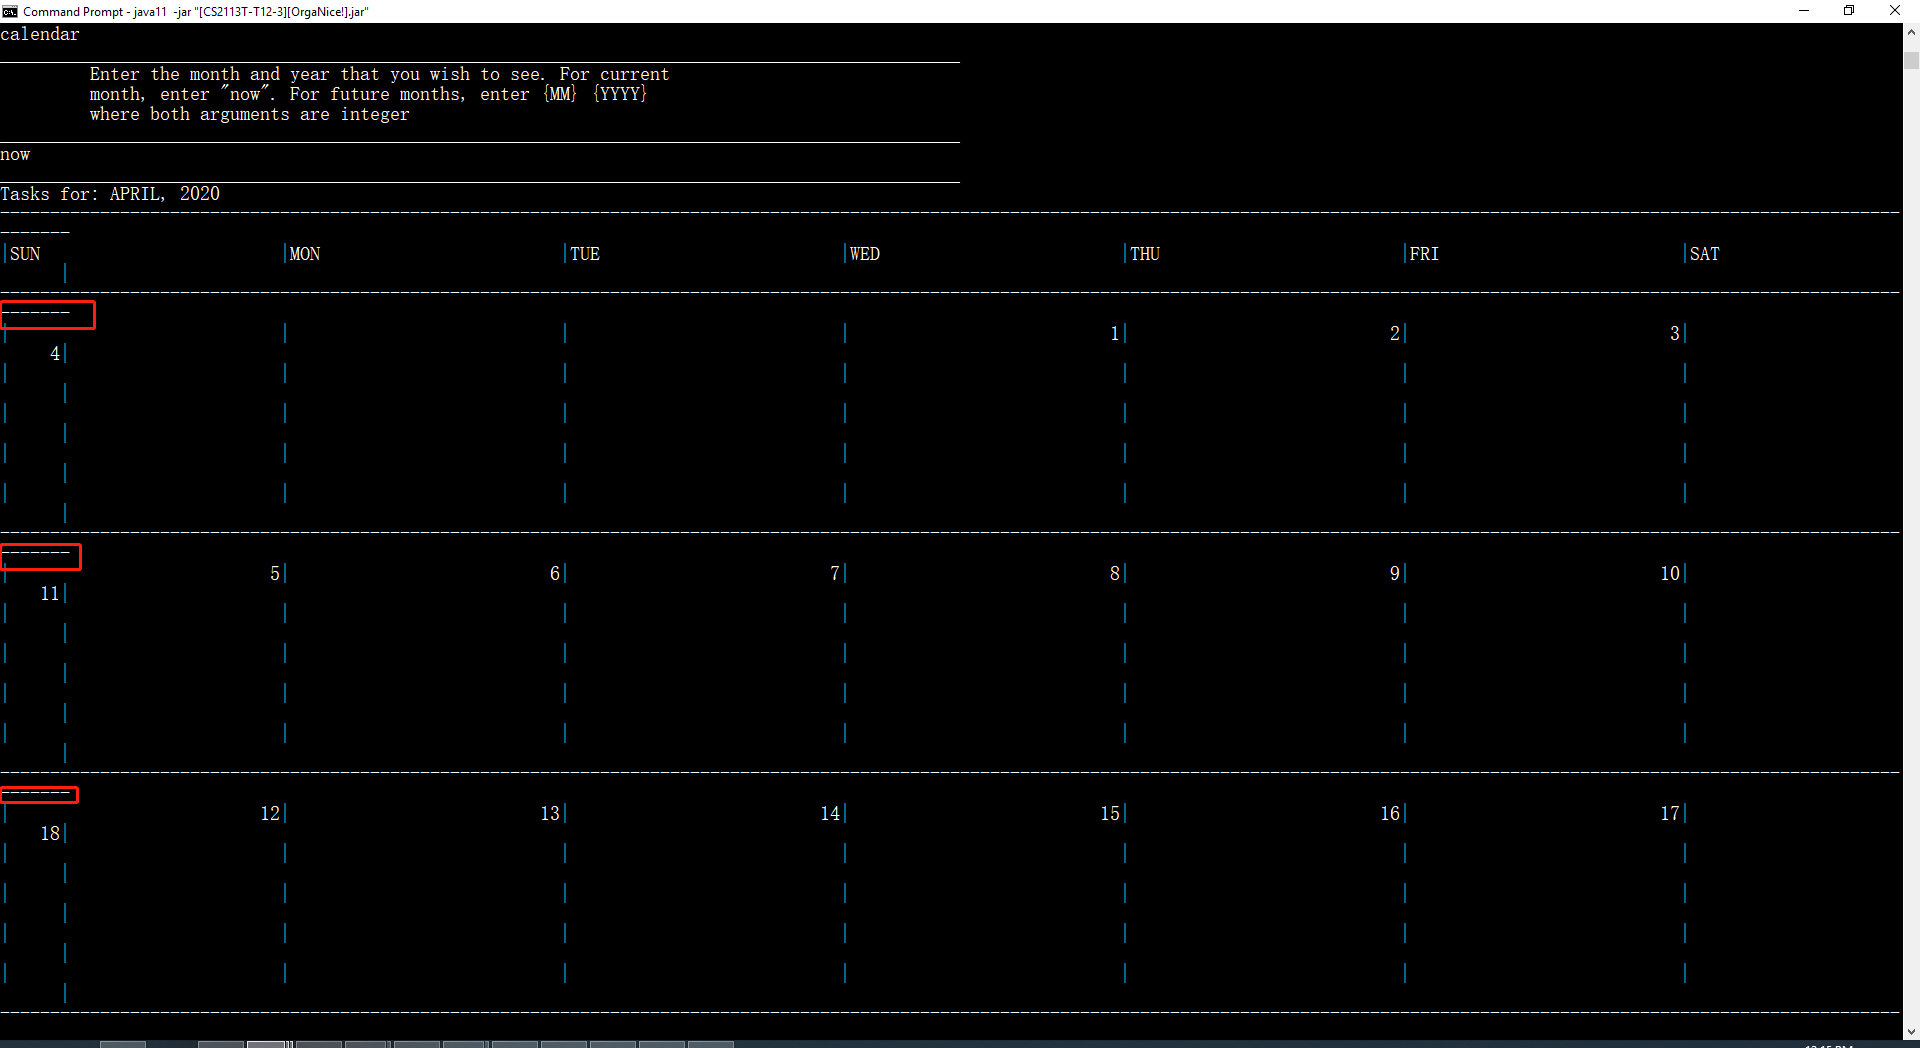 Command Prompt - java11  -jar "[CS2113T-T12-3][OrgaNice!].jar"
calendar
Enter the month and year that you wish to see. For current
month, enter "now". For future months, enter {MM} {YYYY}
where both arguments are integer
now
Tasks for: APRIL, 2020
|SUN |MON |TUE |WED |THU |FRI |SAT
|
| | | | 1| 2| 3|
4|
| 5| 6| 7| 8| 9| 10|
11|
| 12| 13| 14| 15| 16| 17|
18|